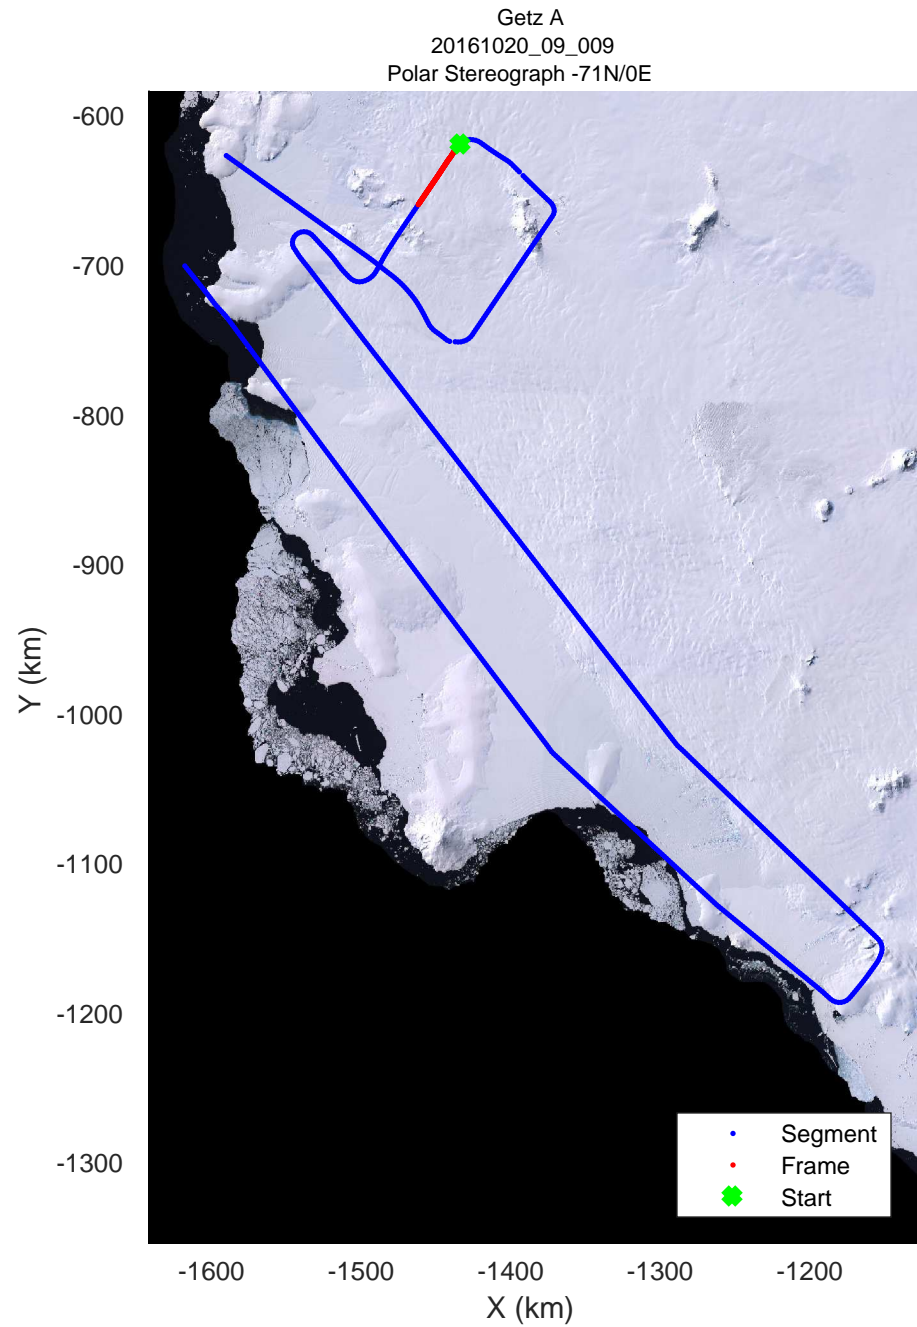 Getz A
20161020_09_009
Polar Stereograph -71N/0E
-600
-700
-800
-900
-1000
-1100
-1200
-1300
Y (km)
Segment
Frame
Start
-1600
-1500
-1400
-1300
-1200
X (km)